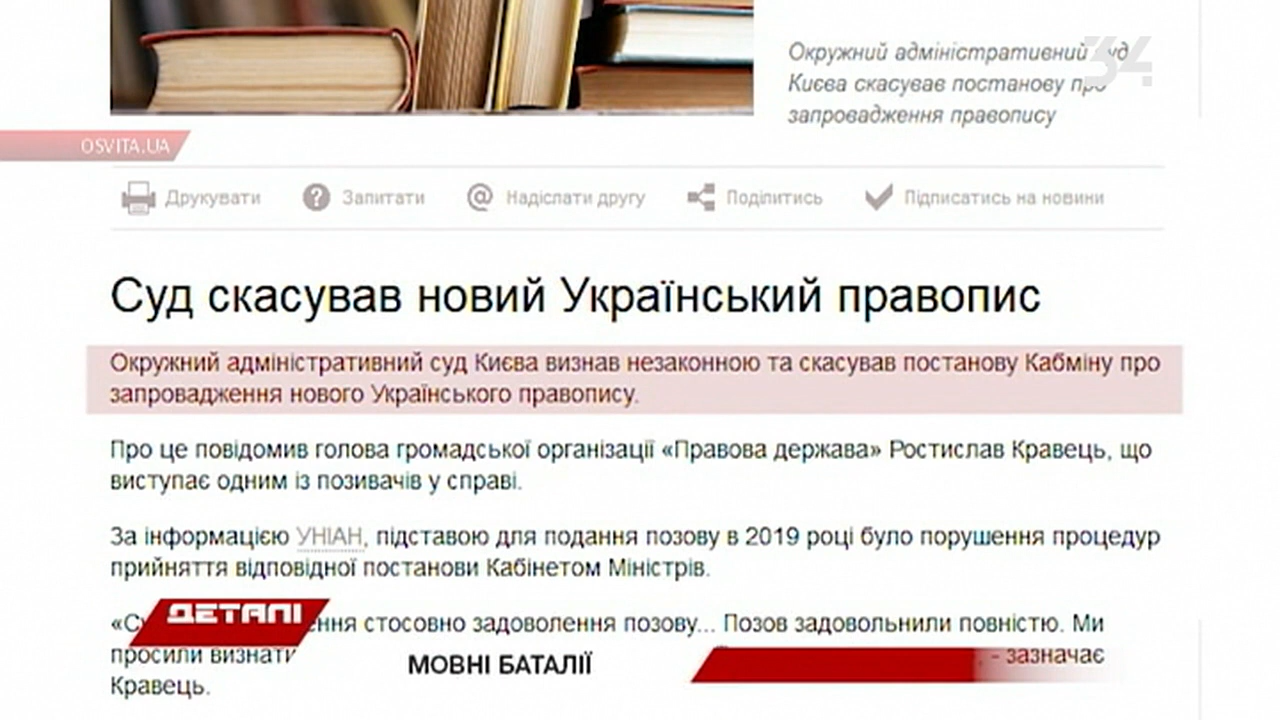 Окружний адміністративний суд
Києва скасував постанову про
запровадження правопису
34
OSVITA.UA
Друкувати
Запитати
Надіслати другу
Поділитись
Підписатись на новини
Суд скасував новий Український правопис
Окружний адміністративний суд Києва визнав незаконною та скасував постанову Кабміну про
запровадження нового Українського правопису.
Про це повідомив голова громадської організації «Правова держава» Ростислав Кравець, що
виступає одним із позивачів у справі.
За інформацією УНІАН, підставою для подання позову в 2019 році було порушення процедур
прийняття відповідної постанови Кабінетом Міністрів.
стосовно задоволення позову... Позов задовольнили повністю. Ми
просили визнати
- зазначає
Кравець.
ДЕТАЛІ
МОВНІ БАТАЛІЇ